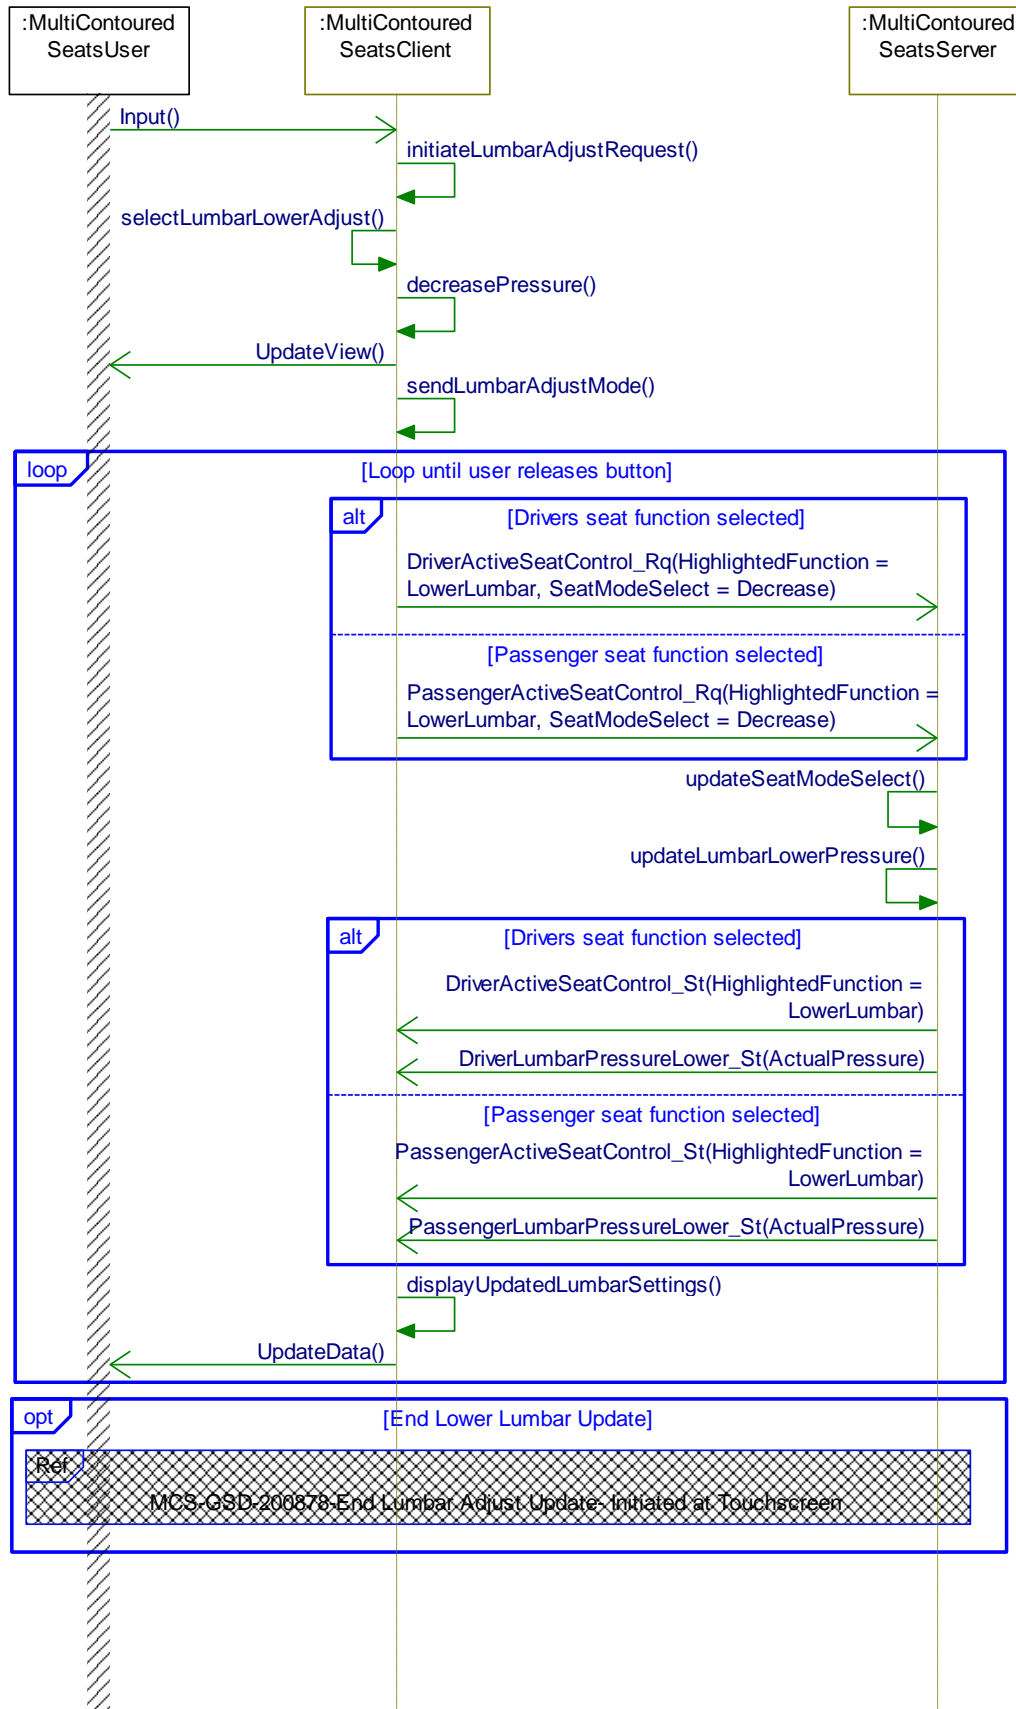 :MultiContoured
SeatsUser
:MultiContoured
SeatsClient
:MultiContoured
SeatsServer
Input()
initiateLumbarAdjustRequest()
selectLumbarLowerAdjust()
decreasePressure()
UpdateView()
sendLumbarAdjustMode()
loop
[Loop until user releases button]
alt
[Drivers seat function selected]
DriverActiveSeatControl_Rq(HighlightedFunction =
LowerLumbar, SeatModeSelect = Decrease)
[Passenger seat function selected]
PassengerActiveSeatControl_Rq(HighlightedFunction =
LowerLumbar, SeatModeSelect = Decrease)
updateSeatModeSelect()
updateLumbarLowerPressure()
alt
[Drivers seat function selected]
DriverActiveSeatControl_St(HighlightedFunction =
LowerLumbar)
DriverLumbarPressureLower_St(ActualPressure)
[Passenger seat function selected]
PassengerActiveSeatControl_St(HighlightedFunction =
LowerLumbar)
PassengerLumbarPressureLower_St(ActualPressure)
displayUpdatedLumbarSettings()
UpdateData()
opt
[End Lower Lumbar Update]
Ref
MCS-GSD-200878-End Lumbar Adjust Update- Initiated at Touchscreen